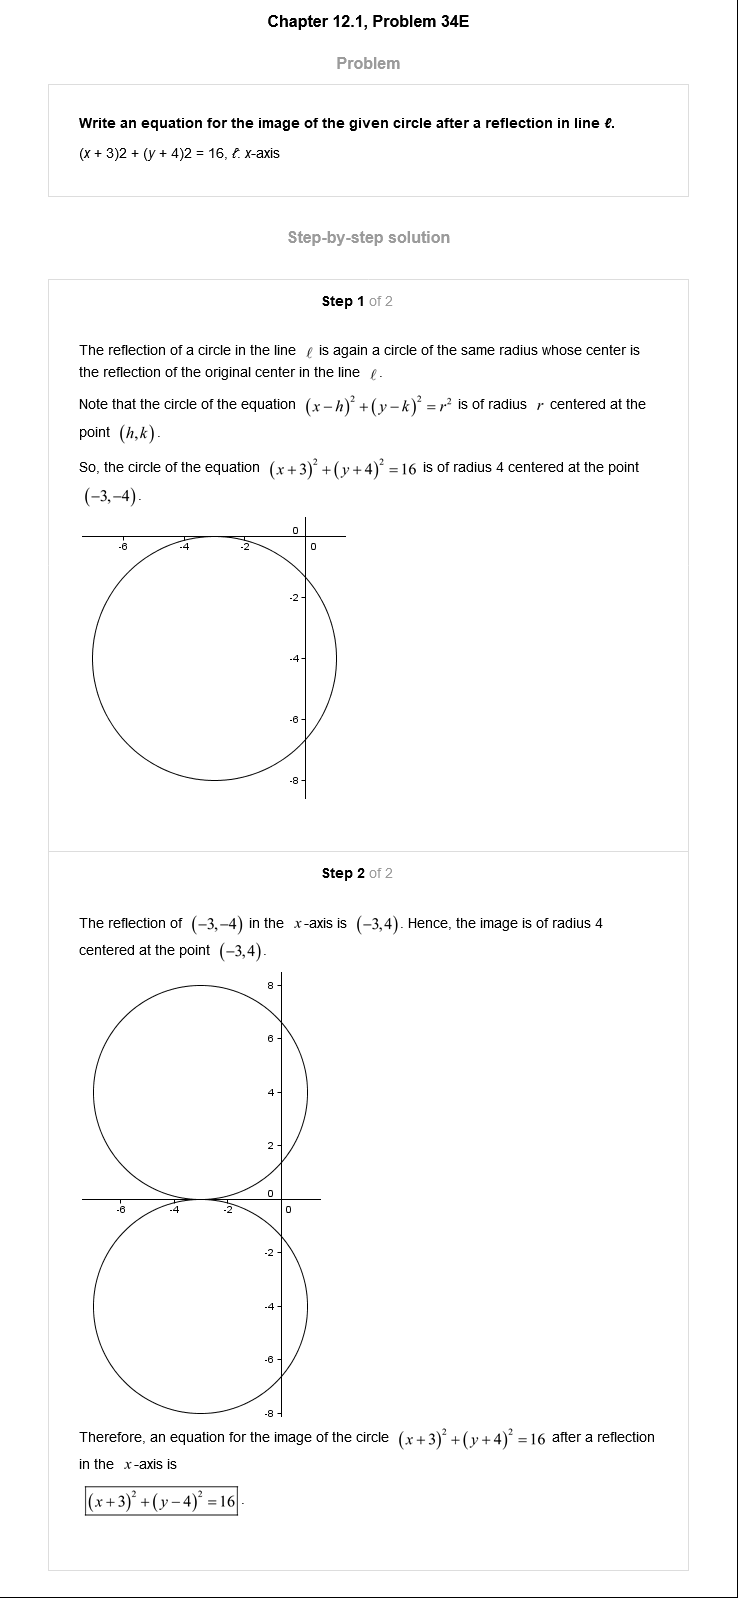 Chapter 12.1, Problem 34E
Problem
Write an equation for the image of the given circle after a reflection in line ℓ.
(x + 3)2 + (y + 4)2 = 16, ℓ: x-axis
Step-by-step solution
Step 1 of 2
The reflection of a circle in the line ℓ is again a circle of the same radius whose center is
the reflection of the original center in the line ℓ.
Note that the circle of the equation (x−h)² + (y−k)² = r² is of radius r centered at the
point (h,k).
So, the circle of the equation (x+3)² + (y+4)² = 16 is of radius 4 centered at the point
(−3,−4).
0
-6 -4 -2 0
-2
-4
-6
-8
Step 2 of 2
The reflection of (−3,−4) in the x-axis is (−3,4). Hence, the image is of radius 4
centered at the point (−3,4).
8
6
4
2
0
-6 -4 -2 0
-2
-4
-6
-8
Therefore, an equation for the image of the circle (x+3)² + (y+4)² = 16 after a reflection
in the x-axis is
(x+3)² + (y−4)² = 16.